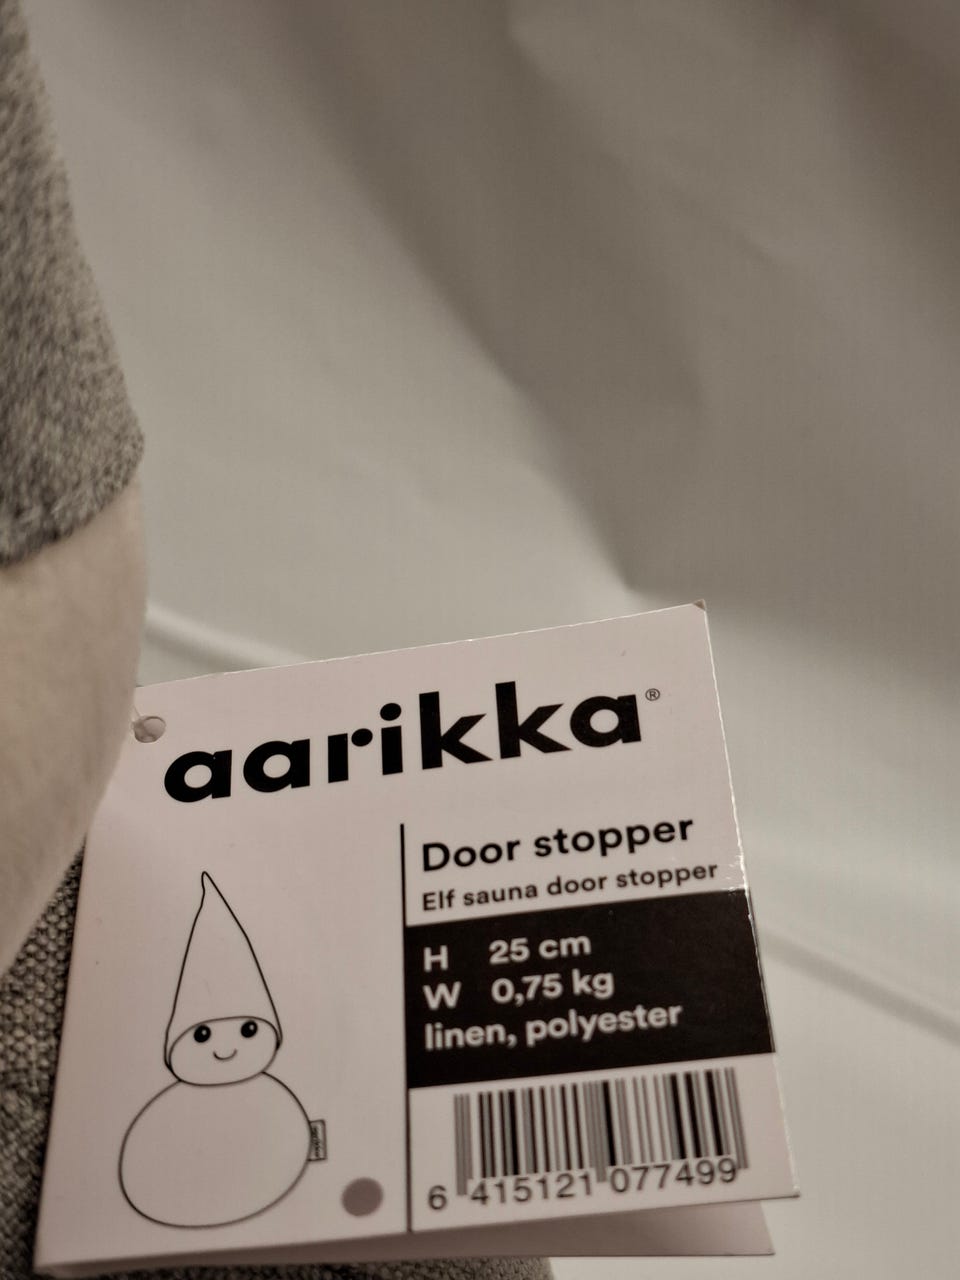 aarikka®
Door stopper
Elf sauna door stopper
H 25 cm
W 0,75 kg
linen, polyester
6 415121 077499